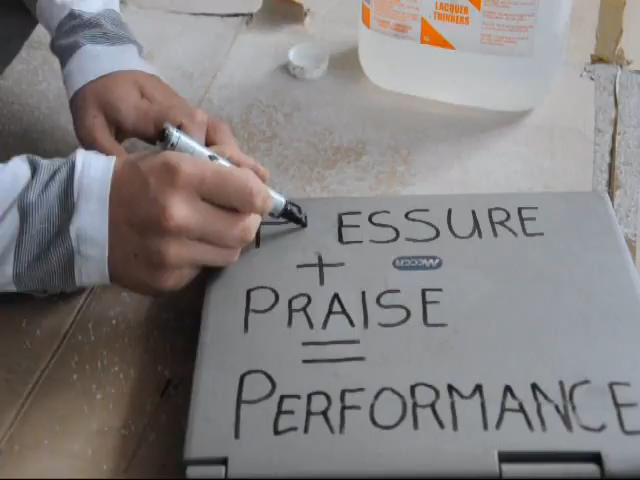 LACQUER
THINNERS
ESSURE
+
PRAISE
=
PERFORMANCE